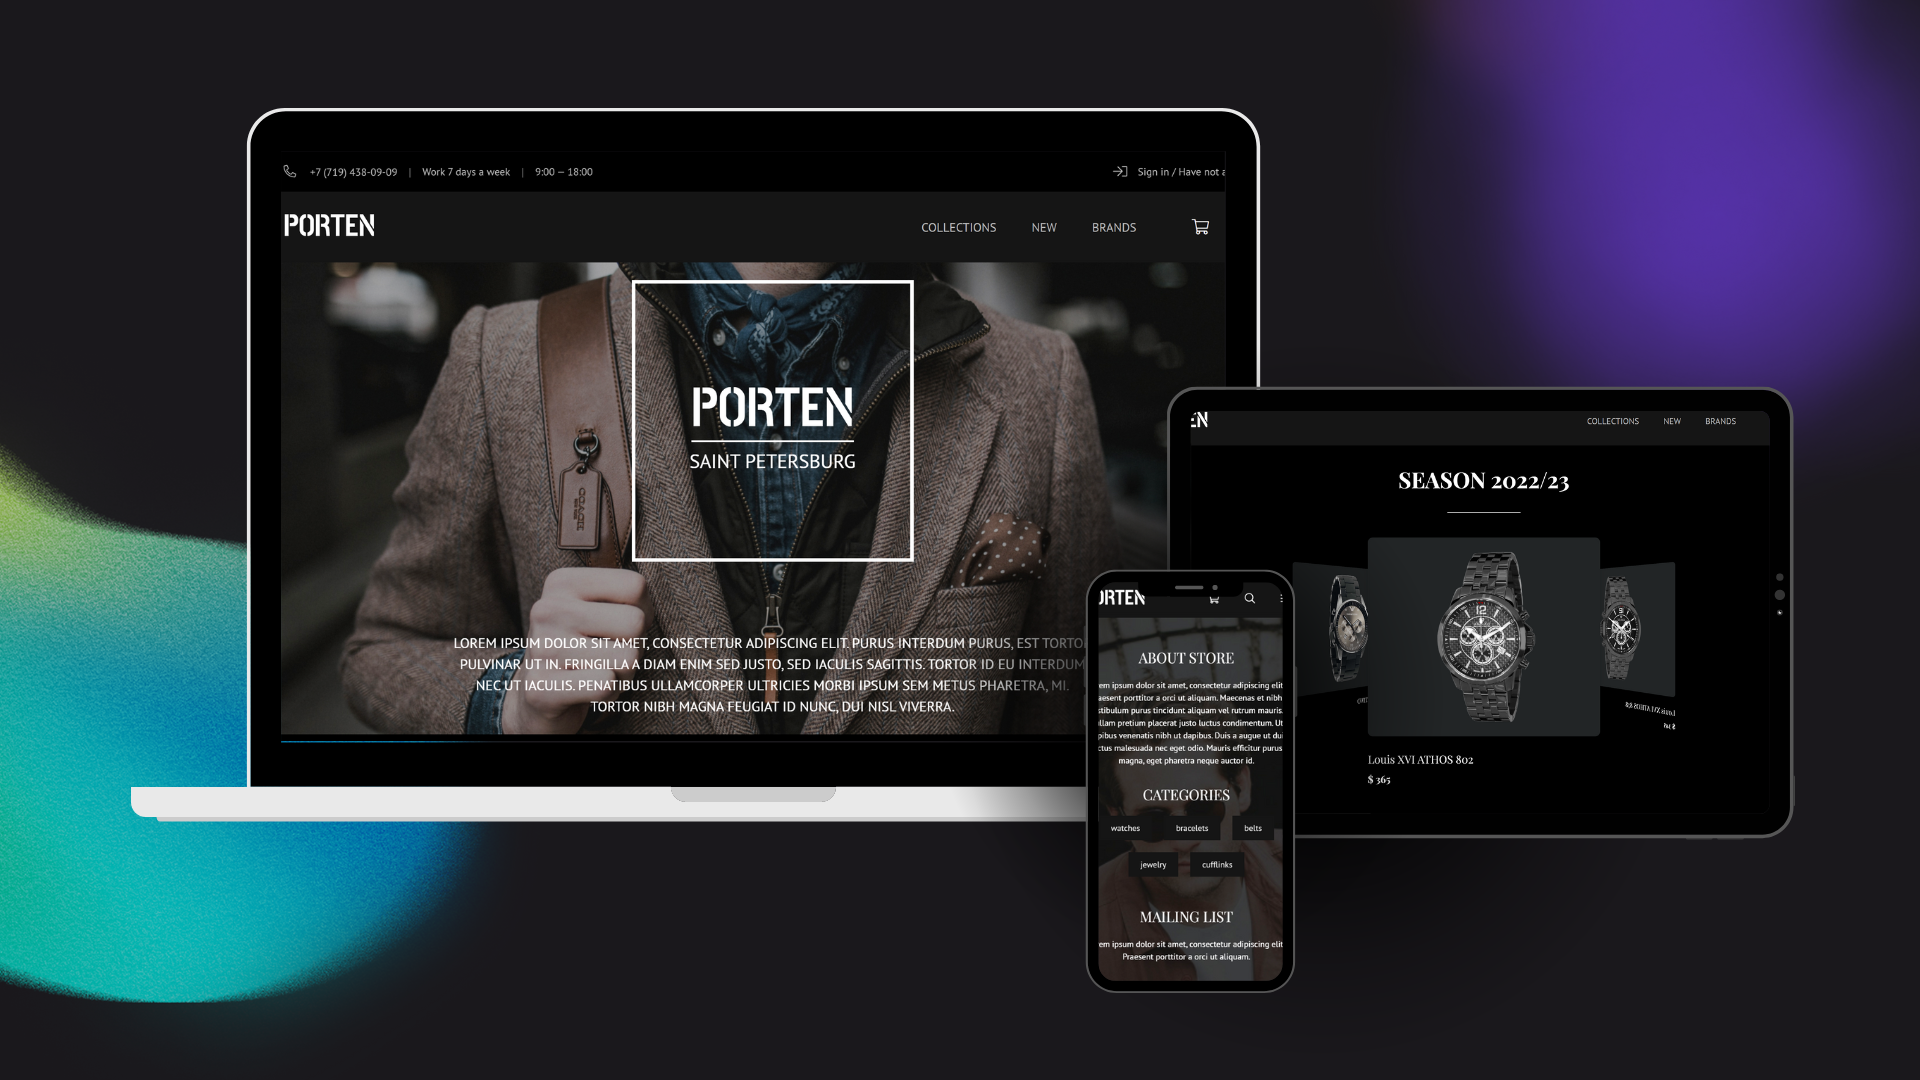 +7 (719) 438-09-09 | Work 7 days a week | 9:00 — 18:00
Sign in / Have not a
PORTEN
COLLECTIONS NEW BRANDS
PORTEN
SAINT PETERSBURG
COACH
LOREM IPSUM DOLOR SIT AMET, CONSECTETUR ADIPISCING ELIT. PURUS INTERDUM PURUS, EST TORTO
PULVINAR UT IN. FRINGILLA A DIAM ENIM SED JUSTO, SED IACULIS SAGITTIS. TORTOR ID EU INTERDUM
NEC UT IACULIS. PENATIBUS ULLAMCORPER ULTRICIES MORBI IPSUM SEM METUS PHARETRA, MI.
TORTOR NIBH MAGNA FEUGIAT ID NUNC, DUI NISL VIVERRA.
EN
COLLECTIONS NEW BRANDS
SEASON 2022/23
Louis XVI ATHOS 802
$ 365
ORTEN
ABOUT STORE
em ipsum dolor sit amet, consectetur adipiscing elit
aesent porttitor a orci ut aliquam. Maecenas et nibh
stibulum purus tincidunt aliquam vel rutrum mauris.
ullam pretium placerat justo luctus condimentum. Ut
pibus venenatis nibh ut dapibus. Duis a augue ut dui
ctus malesuada nec eget odio. Mauris efficitur purus
magna, eget pharetra neque auctor id.
CATEGORIES
watches bracelets belts
jewelry cufflinks
MAILING LIST
em ipsum dolor sit amet, consectetur adipiscing elit
Praesent porttitor a orci ut aliquam.